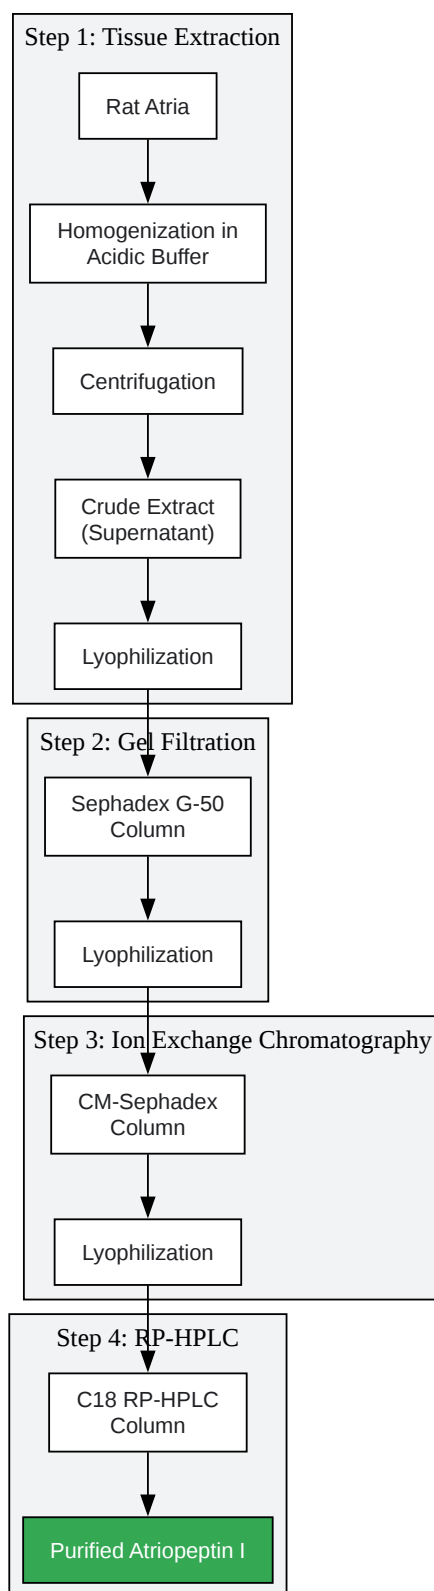 Step 1: Tissue Extraction
Rat Atria
Homogenization in
Acidic Buffer
Centrifugation
Crude Extract
(Supernatant)
Lyophilization
Step 2: Gel Filtration
Sephadex G-50
Column
Lyophilization
Step 3: Ion Exchange Chromatography
CM-Sephadex
Column
Lyophilization
Step 4: RP-HPLC
C18 RP-HPLC
Column
Purified Atriopeptin I